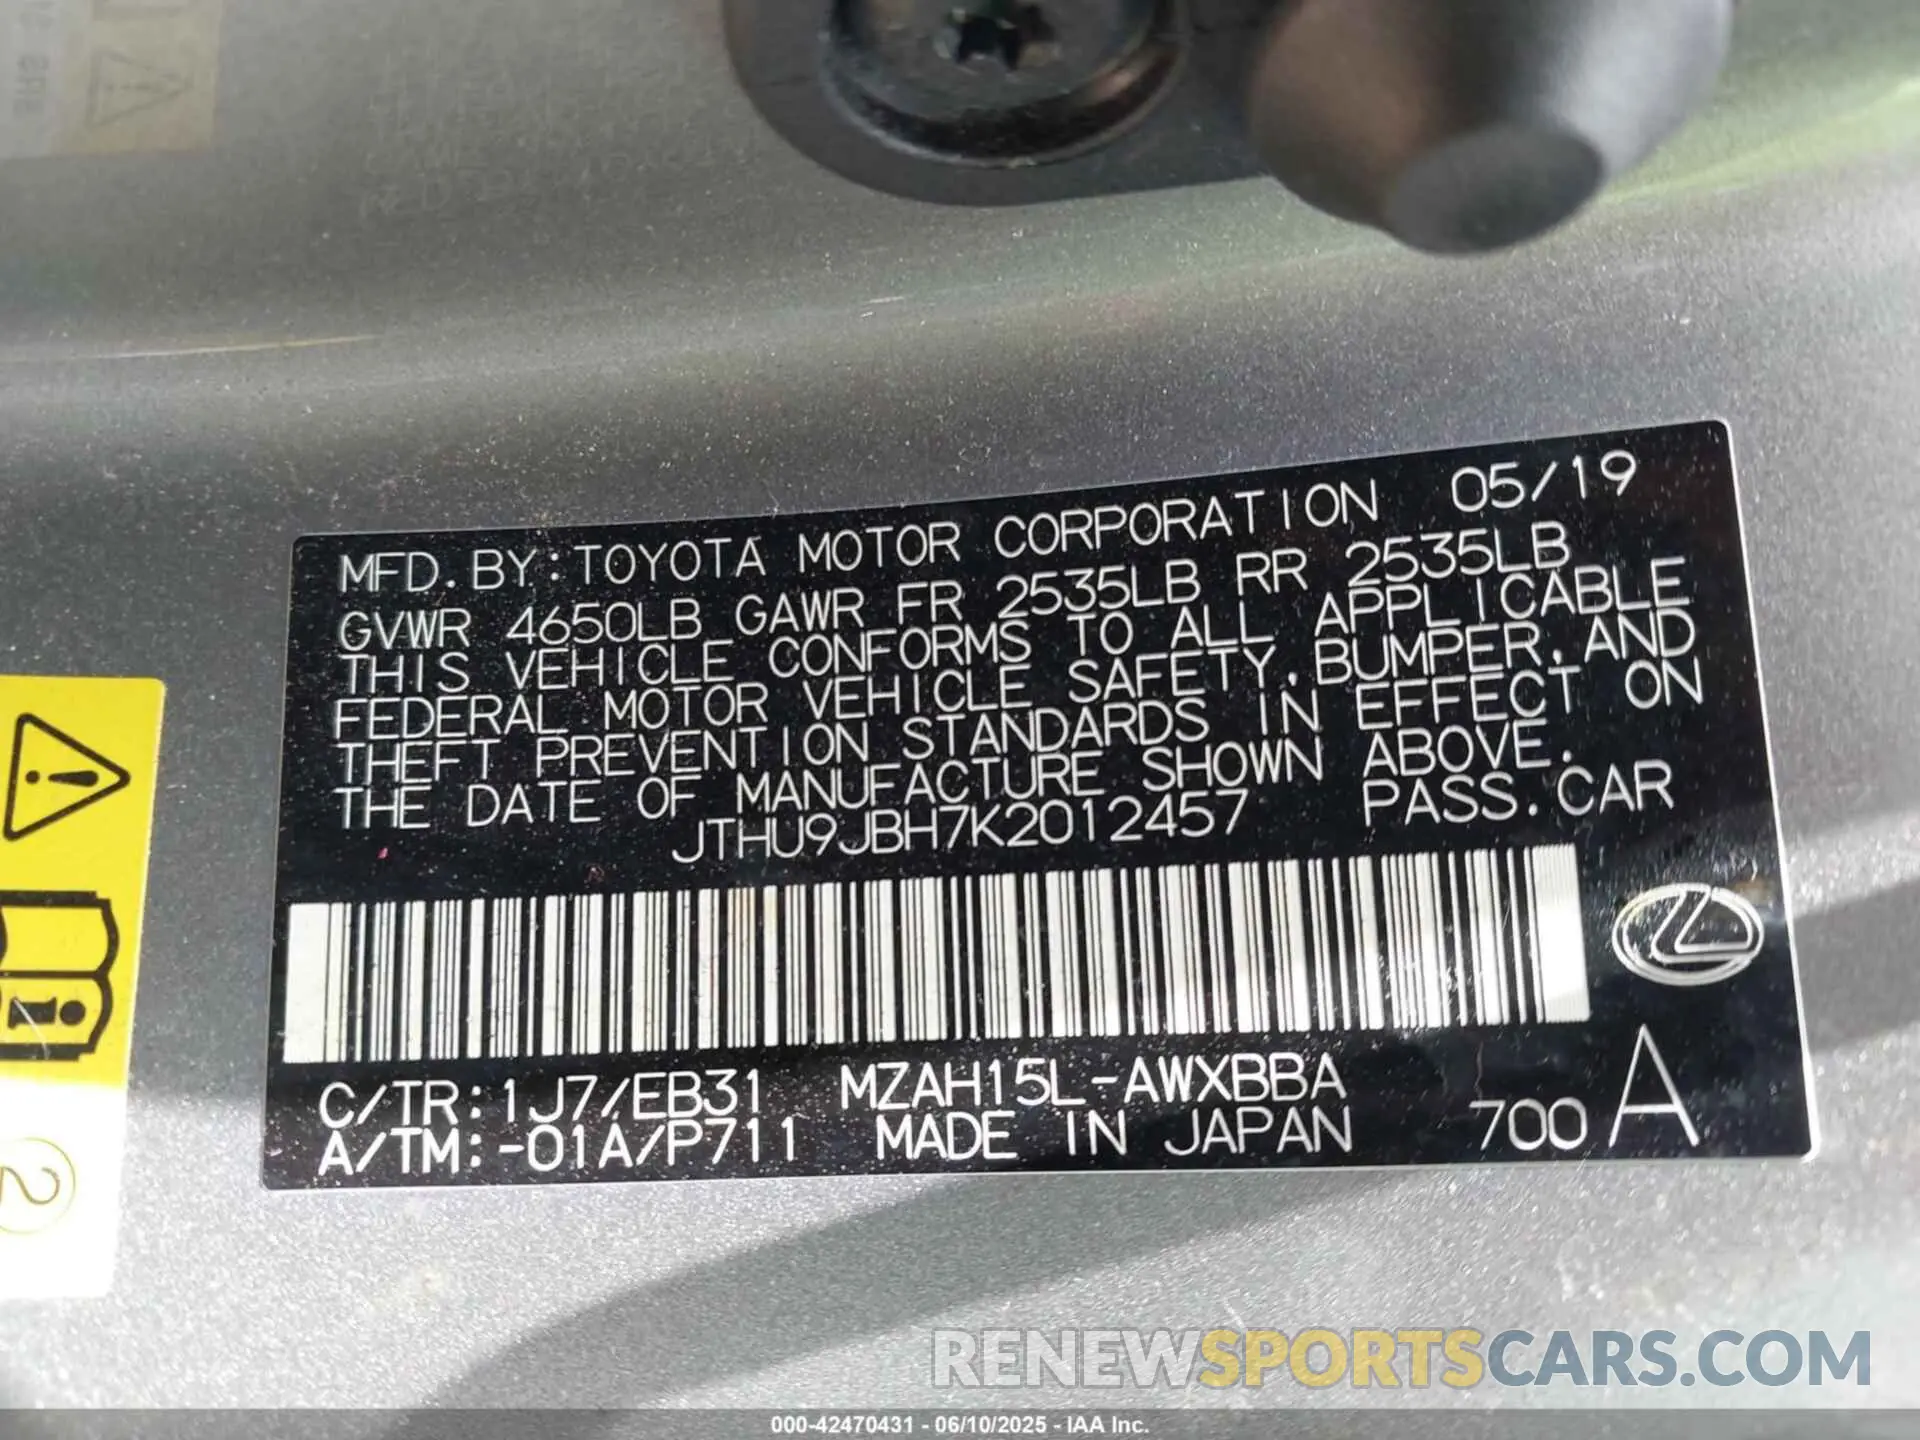 MFD. BY: TOYOTA MOTOR CORPORATION 05/19
GVWR 4650LB GAWR FR 2535LB RR 2535LB
THIS VEHICLE CONFORMS TO ALL APPLICABLE
FEDERAL MOTOR VEHICLE SAFETY, BUMPER, AND
THEFT PREVENTION STANDARDS IN EFFECT ON
THE DATE OF MANUFACTURE SHOWN ABOVE.
JTHU9JBH7K2012457 PASS. CAR
C/TR: 1J7/EB31 MZAH15L-AWXBBA
A/TM: -01A/P711 MADE IN JAPAN 700 A
2
RENEWSPORTSCARS.COM
000-42470431 - 06/10/2025 - IAA Inc.